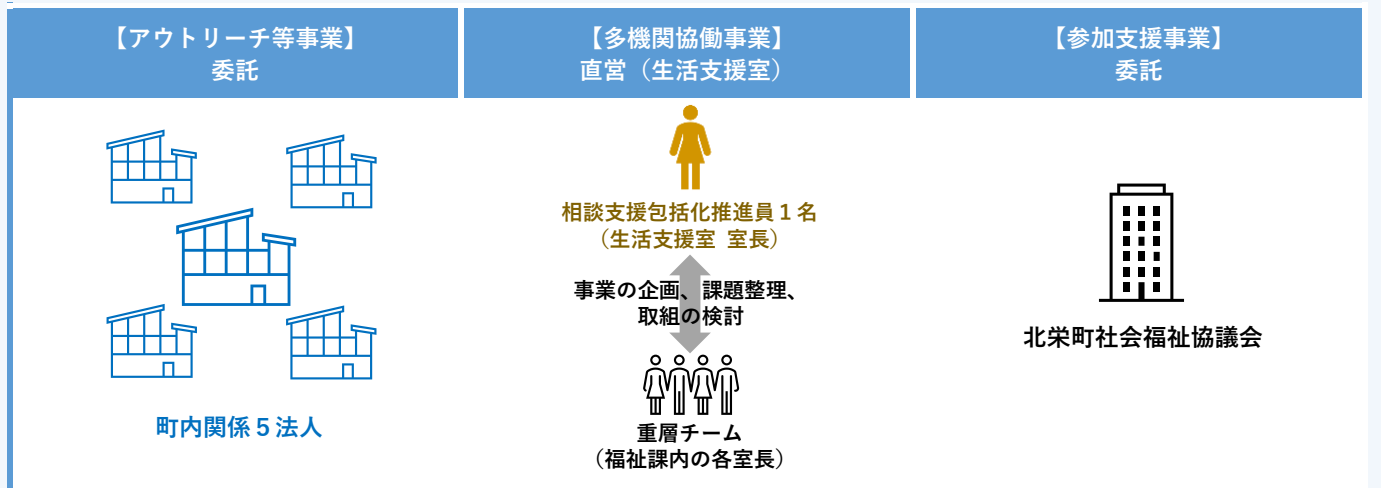 【アウトリーチ等事業】
委託
【多機関協働事業】
直営（生活支援室）
【参加支援事業】
委託
町内関係５法人
相談支援包括化推進員１名
（生活支援室 室長）
事業の企画、課題整理、
取組の検討
重層チーム
（福祉課内の各室長）
北栄町社会福祉協議会